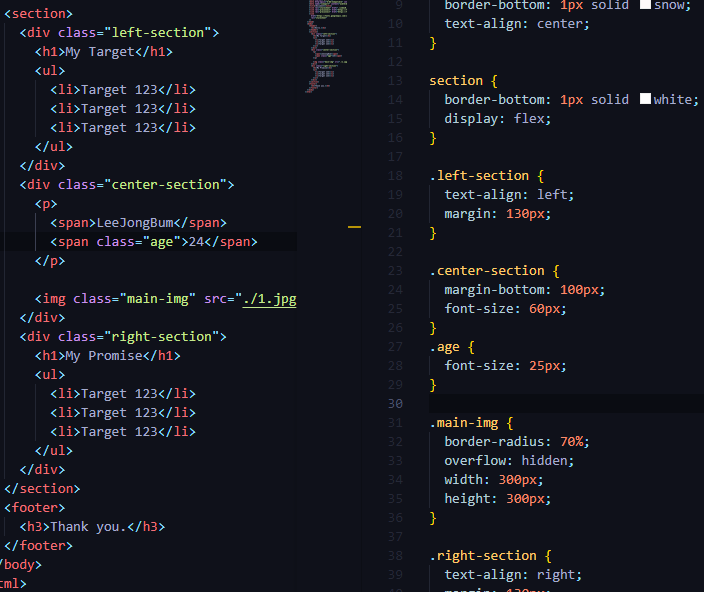 <section>
<div class="left-section">
<h1>My Target</h1>
<ul>
<li>Target 123</li>
<li>Target 123</li>
<li>Target 123</li>
</ul>
</div>
<div class="center-section">
<p>
<span>LeeJongBum</span>
<span class="age">24</span>
</p>
<img class="main-img" src="./1.jpg
</div>
<div class="right-section">
<h1>My Promise</h1>
<ul>
<li>Target 123</li>
<li>Target 123</li>
<li>Target 123</li>
</ul>
</div>
</section>
<footer>
<h3>Thank you.</h3>
</footer>
/body>
tml>
9 border-bottom: 1px solid snow;
10 text-align: center;
11 }
12
13 section {
14 border-bottom: 1px solid white;
15 display: flex;
16 }
17
18 .left-section {
19 text-align: left;
20 margin: 130px;
21 }
22
23 .center-section {
24 margin-bottom: 100px;
25 font-size: 60px;
26 }
27 .age {
28 font-size: 25px;
29 }
30
31 .main-img {
32 border-radius: 70%;
33 overflow: hidden;
34 width: 300px;
35 height: 300px;
36 }
37
38 .right-section {
39 text-align: right;